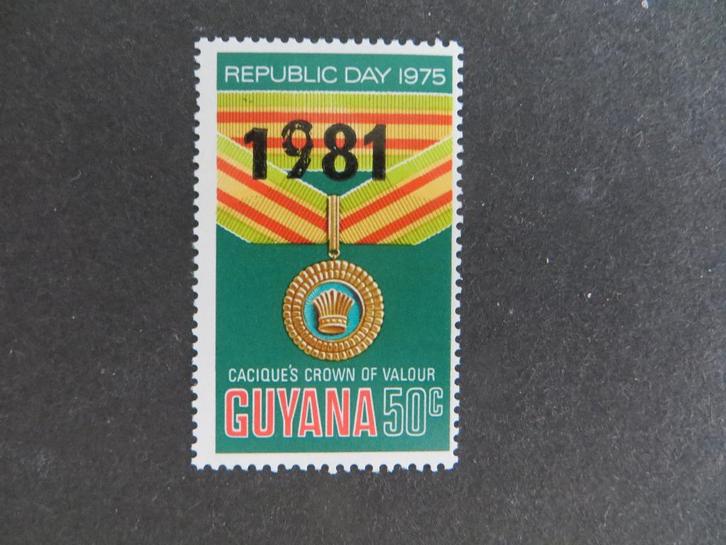 REPUBLIC DAY 1975
1981
CACIQUE'S CROWN OF VALOUR
GUYANA 50c